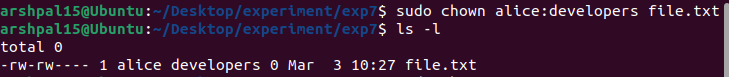 arshpal15@Ubuntu:~/Desktop/experiment/exp7$ sudo chown alice:developers file.txt
arshpal15@Ubuntu:~/Desktop/experiment/exp7$ ls -l
total 0
-rw-rw---- 1 alice developers 0 Mar  3 10:27 file.txt